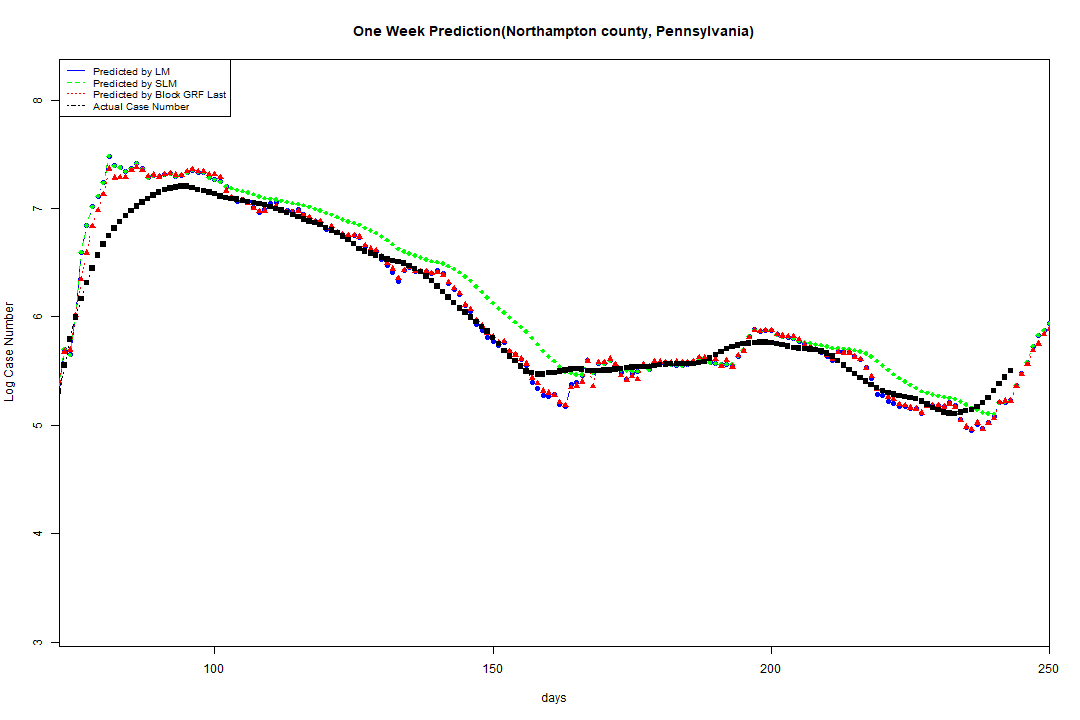 One Week Prediction(Northampton county, Pennsylvania)
Predicted by LM
Predicted by SLM
Predicted by Block GRF Last
Actual Case Number
8
7
6
5
4
3
Log Case Number
100 150 200 250
days